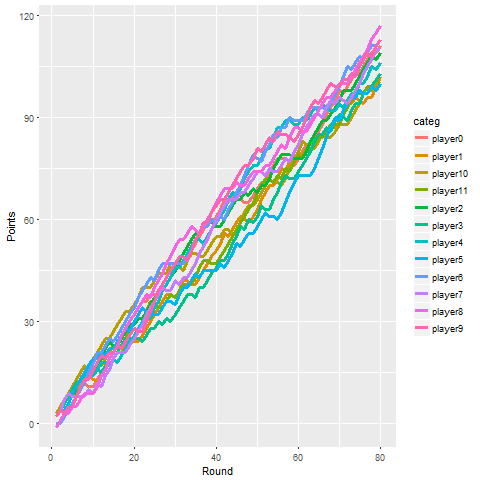 120
90
60
30
0
Points
0
20
40
60
80
Round
categ
player0
player1
player10
player11
player2
player3
player4
player5
player6
player7
player8
player9